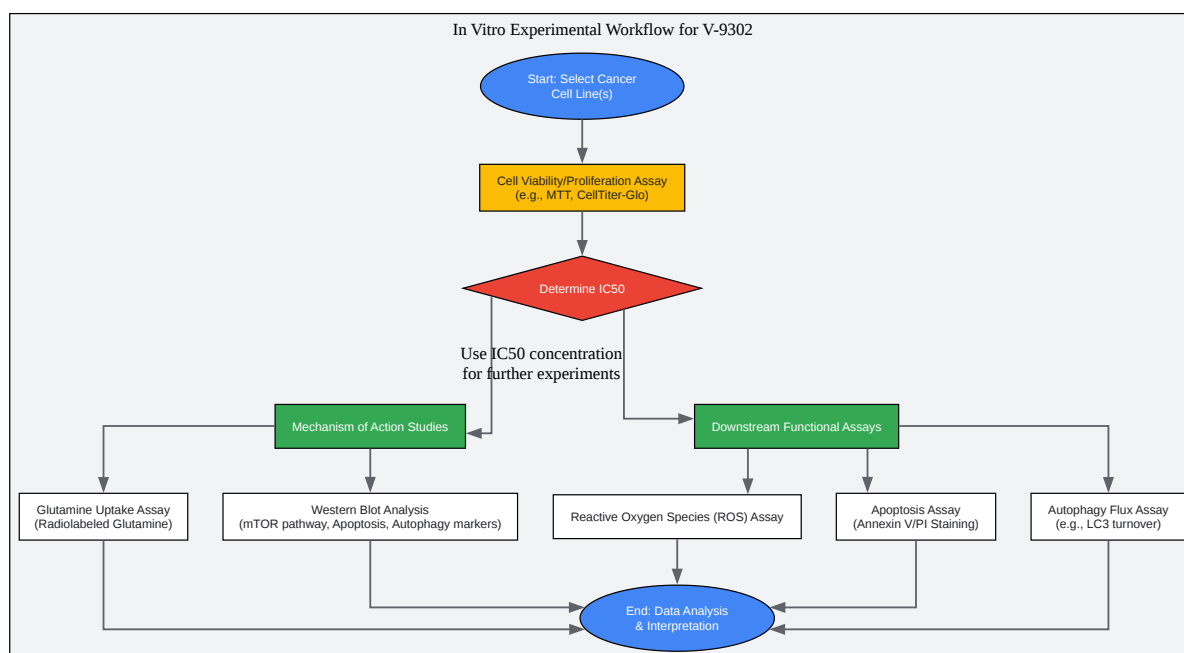 In Vitro Experimental Workflow for V-9302
Start: Select Cancer
Cell Line(s)
Cell Viability/Proliferation Assay
(e.g., MTT, CellTiter-Glo)
Determine IC50
Use IC50 concentration
for further experiments
Mechanism of Action Studies
Downstream Functional Assays
Glutamine Uptake Assay
(Radiolabeled Glutamine)
Western Blot Analysis
(mTOR pathway, Apoptosis, Autophagy markers)
Reactive Oxygen Species (ROS) Assay
Apoptosis Assay
(Annexin V/PI Staining)
Autophagy Flux Assay
(e.g., LC3 turnover)
End: Data Analysis
& Interpretation